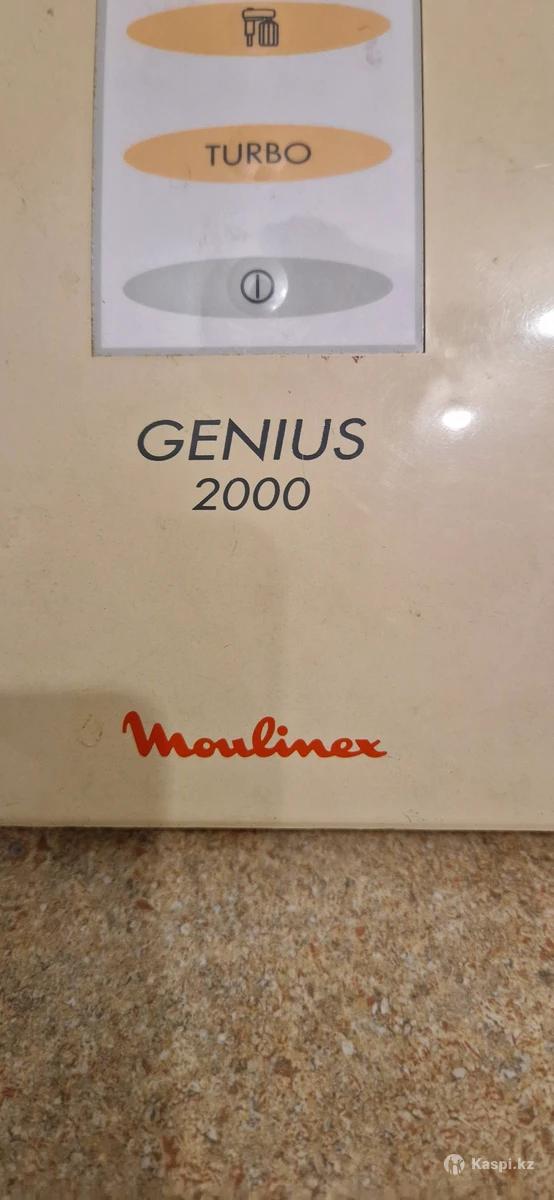 TURBO
GENIUS
2000
Moulinex
Kaspi.kz